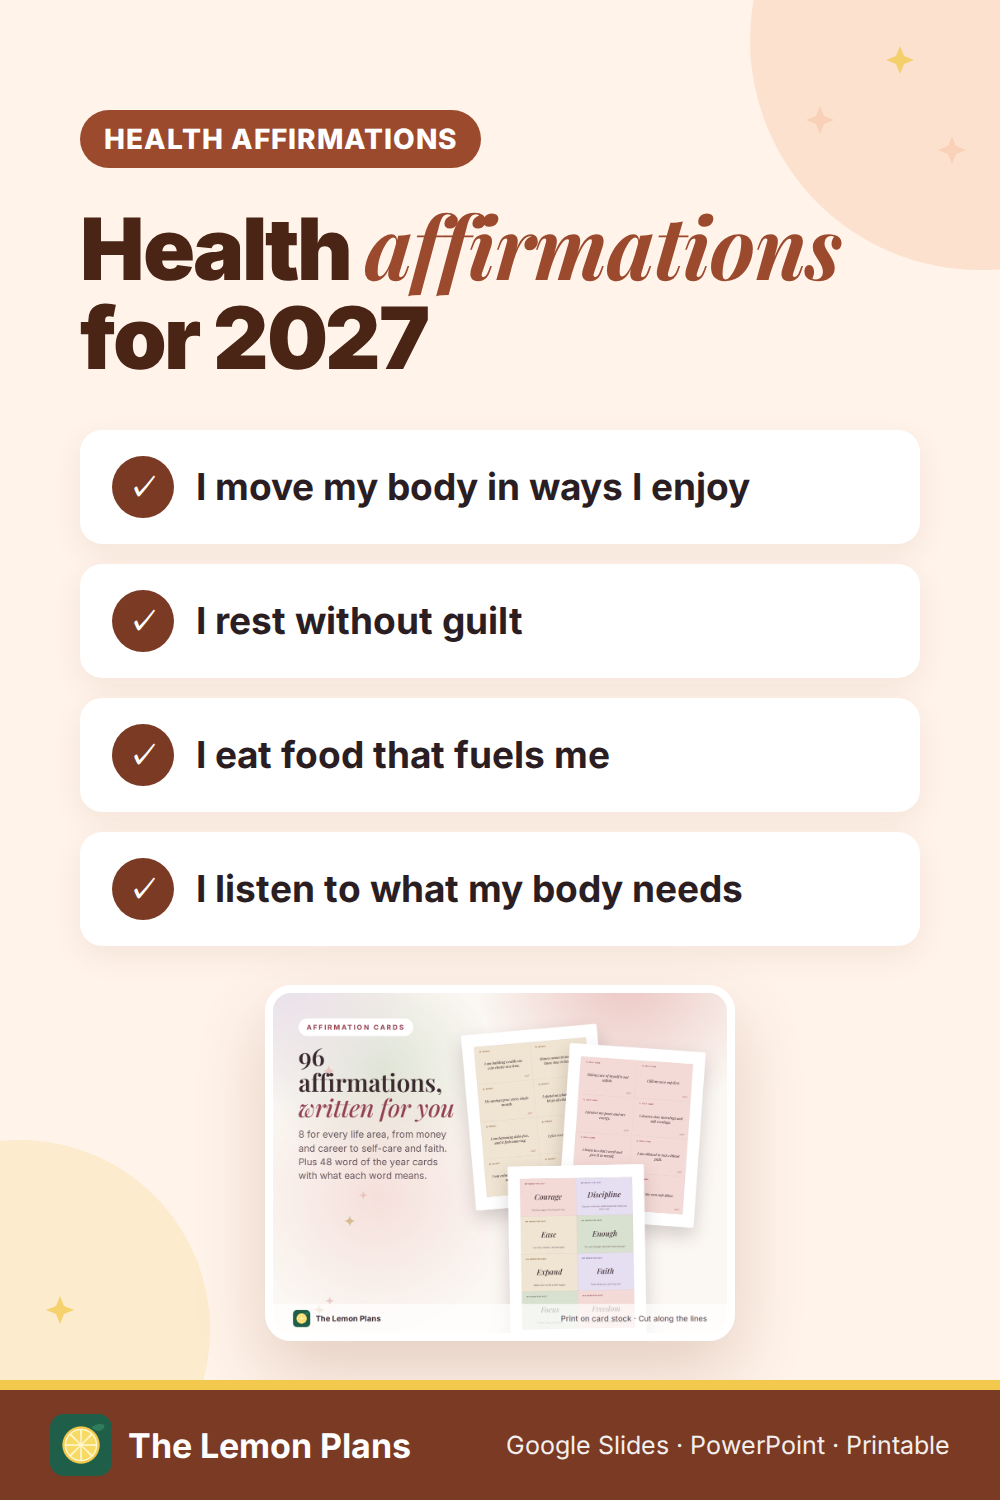 HEALTH AFFIRMATIONS
Health affirmations
for 2027
✓ I move my body in ways I enjoy
✓ I rest without guilt
✓ I eat food that fuels me
✓ I listen to what my body needs
AFFIRMATION CARDS
96
affirmations,
written for you
8 for every life area, from money
and career to self-care and faith.
Plus 48 word of the year cards
with what each word means.
Courage
Discipline
Ease
Enough
Expand
Faith
Focus
Freedom
The Lemon Plans
Print on card stock · Cut along the lines
The Lemon Plans
Google Slides · PowerPoint · Printable